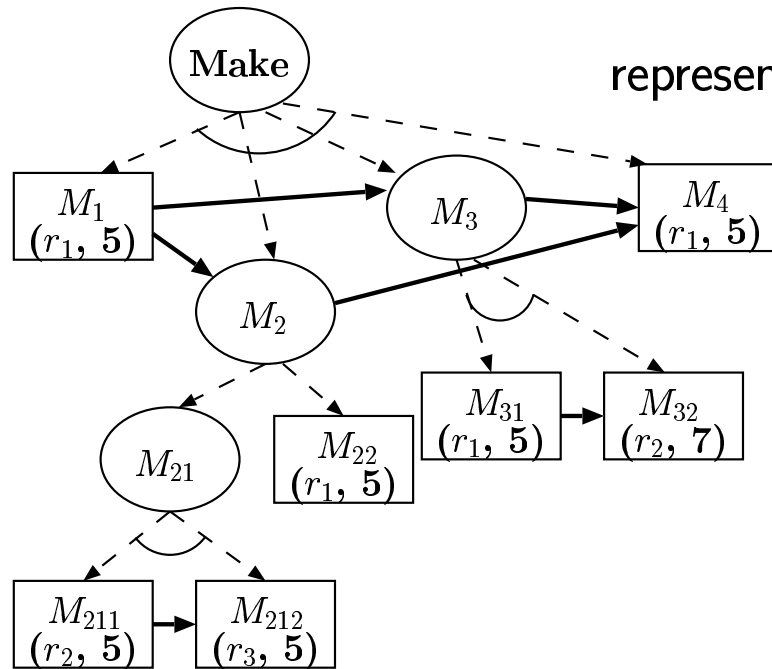 Make
represen
M₁
(r₁, 5)
M₃
M₄
(r₁, 5)
M₂
M₃₁
(r₁, 5)
M₃₂
(r₂, 7)
M₂₁
M₂₂
(r₁, 5)
M₂₁₁
(r₂, 5)
M₂₁₂
(r₃, 5)